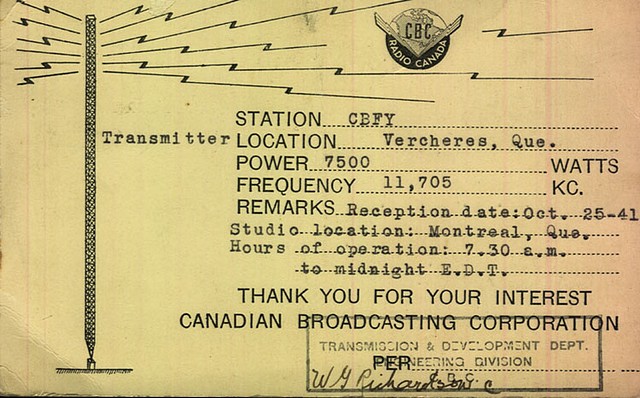 CBC
RADIO CANADA
STATION CBFY
Transmitter LOCATION Vercheres, Que.
POWER 7500 WATTS
FREQUENCY 11,705 KC.
REMARKS Reception date:Oct. 25-41
Studio location: Montreal, Que.
Hours of operation: 7.30 a.m.
to midnight E.D.T.
THANK YOU FOR YOUR INTEREST
CANADIAN BROADCASTING CORPORATION
TRANSMISSION & DEVELOPMENT DEPT.
PER ENGINEERING DIVISION
C.B.C.
W G Richardson